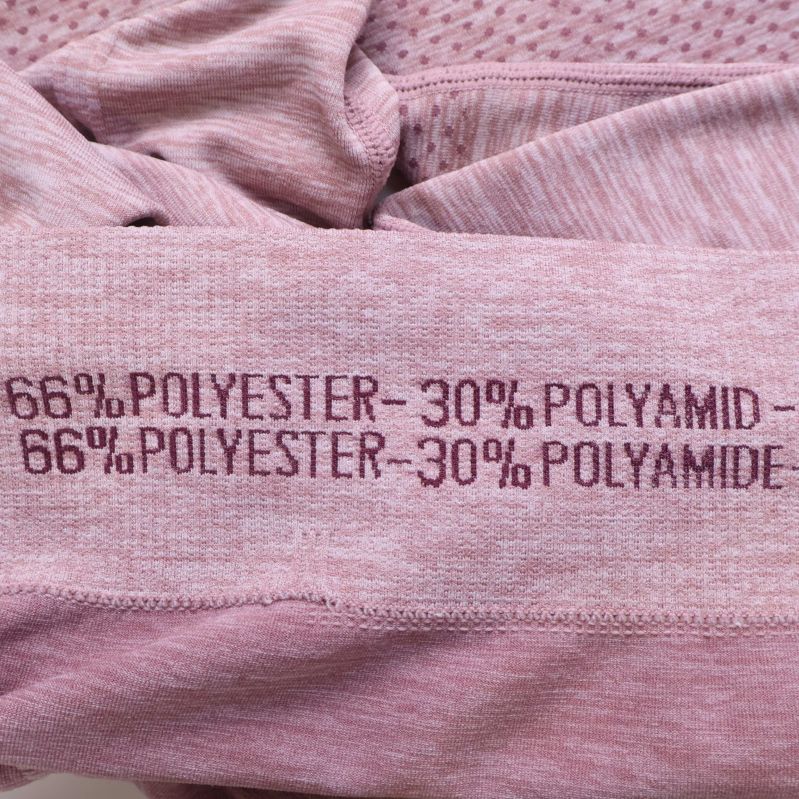 66% POLYESTER - 30% POLYAMID -
66% POLYESTER - 30% POLYAMIDE -